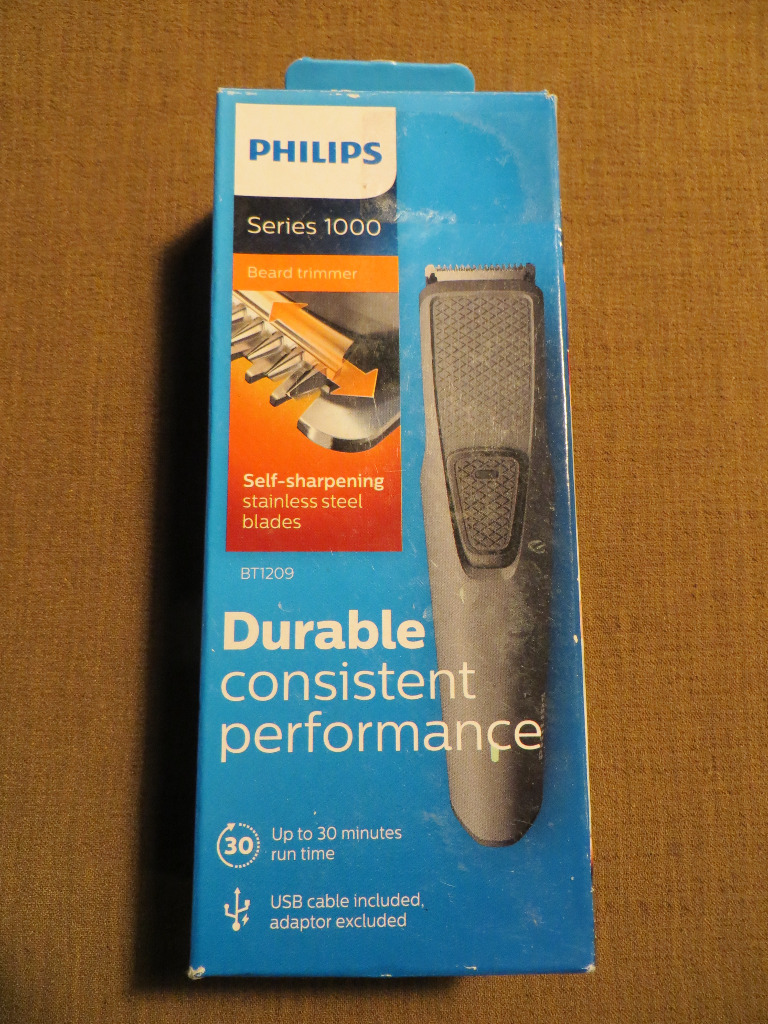 PHILIPS
Series 1000
Beard trimmer
Self-sharpening
stainless steel
blades
BT1209
Durable
consistent
performance
30
Up to 30 minutes
run time
USB cable included,
adaptor excluded